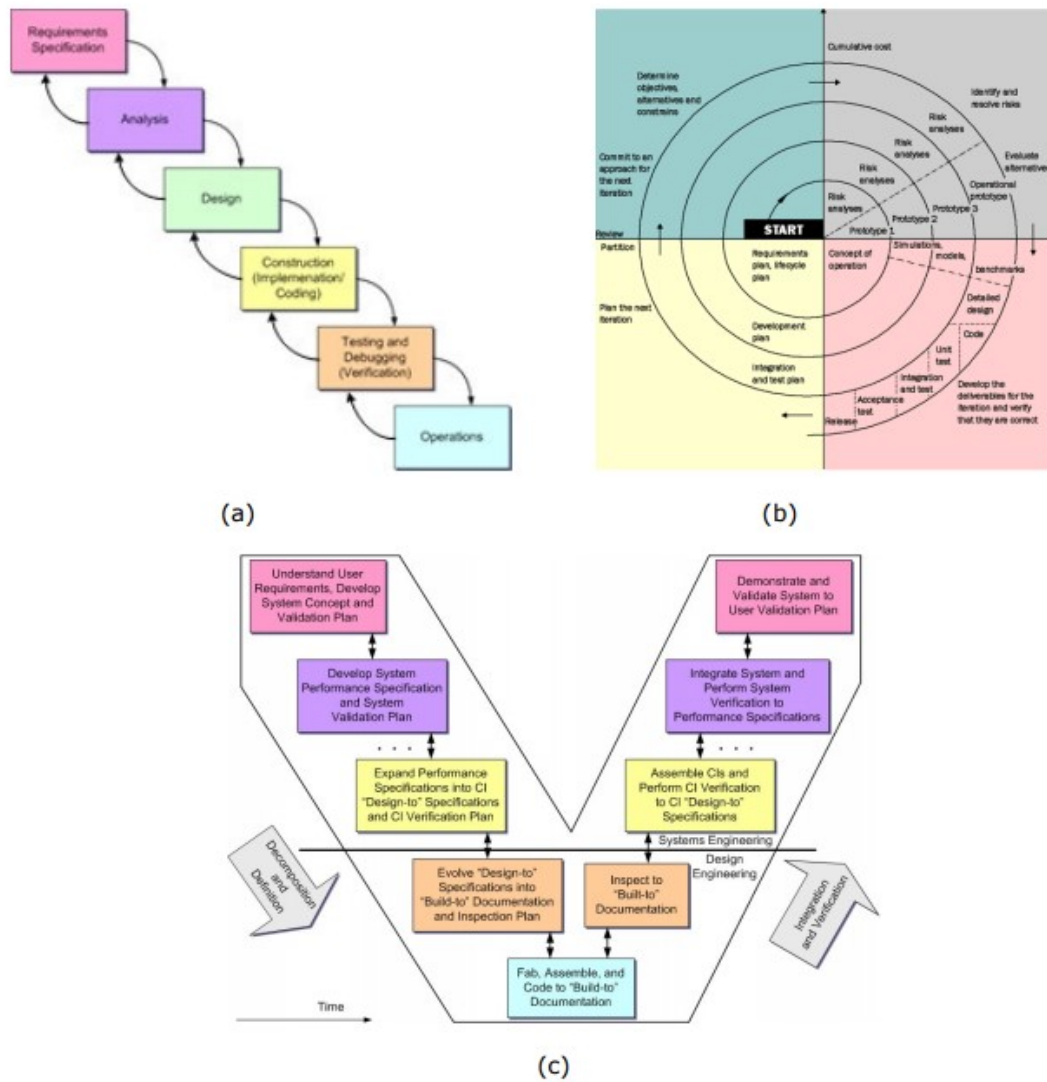 Requirements
Specification
Analysis
Design
Construction
(Implemenation/
Coding)
Testing and
Debugging
(Verification)
Operations
(a)
Cumulative cost
Determine
objectives,
alternatives and
constrains
Identify and
resolve risks
Risk
analyses
Risk
analyses
Risk
analyses
Risk
analyses
Evaluate
alternatives
Commit to an
approach for
the next
iteration
Operational
prototype
Prototype 3
Prototype 2
Prototype 1
START
Review
Partition
Requirements
plan, lifecycle
plan
Concept of
operation
Simulations,
models,
benchmarks
Plan the next
iteration
Detailed
design
Code
Development
plan
Unit
test
Integration
and test plan
Integration
and test
Acceptance
test
Release
Develop the
deliverables for the
iteration and verify
that they are correct
(b)
Understand User
Requirements, Develop
System Concept and
Validation Plan
Demonstrate and
Validate System to
User Validation Plan
Develop System
Performance Specification
and System
Validation Plan
Integrate System and
Perform System
Verification to
Performance Specifications
Expand Performance
Specifications into CI
"Design-to" Specifications
and CI Verification Plan
Assemble CIs and
Perform CI Verification
to CI "Design-to"
Specifications
Systems Engineering
Design
Engineering
Decomposition
and
Definition
Evolve "Design-to"
Specifications into
"Build-to" Documentation
and Inspection Plan
Inspect to
"Built-to"
Documentation
Integration
and Verification
Fab, Assemble, and
Code to "Build-to"
Documentation
Time
(c)